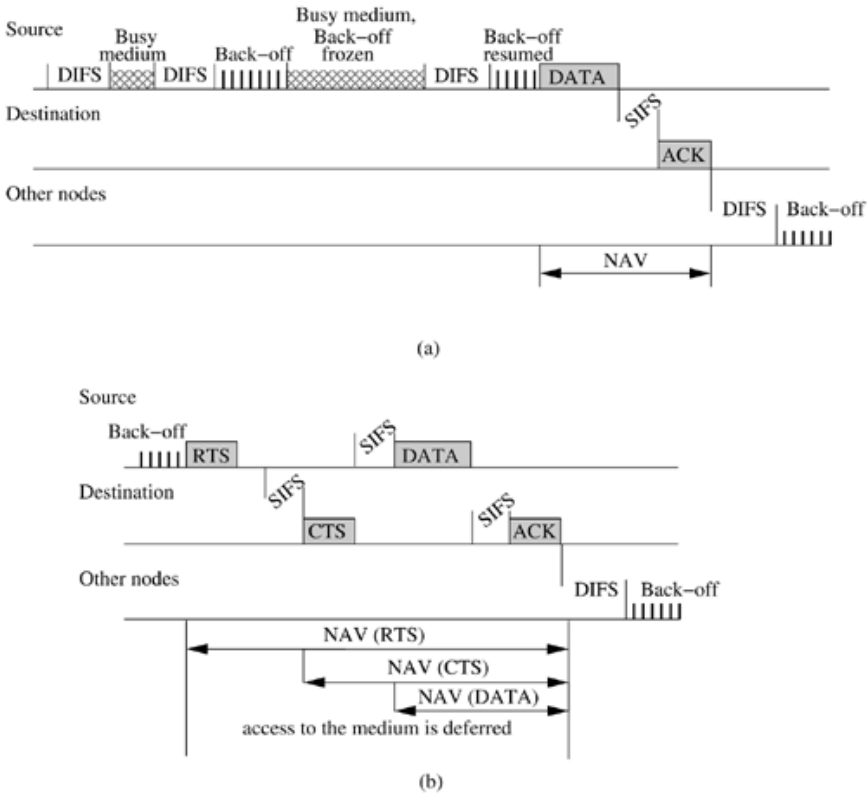 Source
Busy medium,
Busy
medium
Back-off
Back-off
frozen
Back-off
resumed
DIFS
DIFS
DIFS
DATA
Destination
SIFS
ACK
Other nodes
DIFS
Back-off
NAV
(a)
Source
Back-off
SIFS
RTS
DATA
Destination
SIFS
SIFS
CTS
ACK
Other nodes
DIFS
Back-off
NAV (RTS)
NAV (CTS)
NAV (DATA)
access to the medium is deferred
(b)